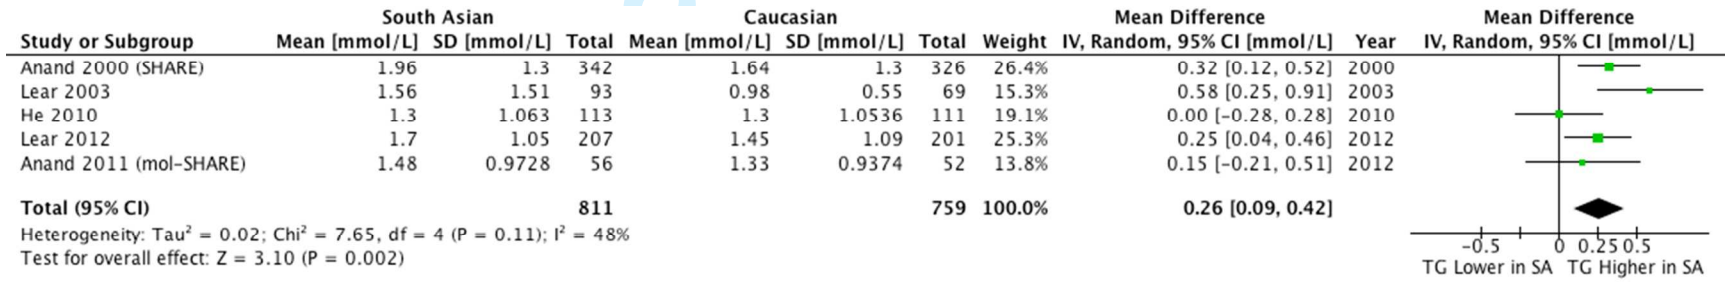 South Asian Caucasian Mean Difference Mean Difference
Study or Subgroup Mean [mmol/L] SD [mmol/L] Total Mean [mmol/L] SD [mmol/L] Total Weight IV, Random, 95% CI [mmol/L] Year IV, Random, 95% CI [mmol/L]
Anand 2000 (SHARE) 1.96 1.3 342 1.64 1.3 326 26.4% 0.32 [0.12, 0.52] 2000
Lear 2003 1.56 1.51 93 0.98 0.55 69 15.3% 0.58 [0.25, 0.91] 2003
He 2010 1.3 1.063 113 1.3 1.0536 111 19.1% 0.00 [-0.28, 0.28] 2010
Lear 2012 1.7 1.05 207 1.45 1.09 201 25.3% 0.25 [0.04, 0.46] 2012
Anand 2011 (mol-SHARE) 1.48 0.9728 56 1.33 0.9374 52 13.8% 0.15 [-0.21, 0.51] 2012
Total (95% CI) 811 759 100.0% 0.26 [0.09, 0.42]
Heterogeneity: Tau² = 0.02; Chi² = 7.65, df = 4 (P = 0.11); I² = 48%
Test for overall effect: Z = 3.10 (P = 0.002)
-0.5 0 0.25 0.5
TG Lower in SA TG Higher in SA